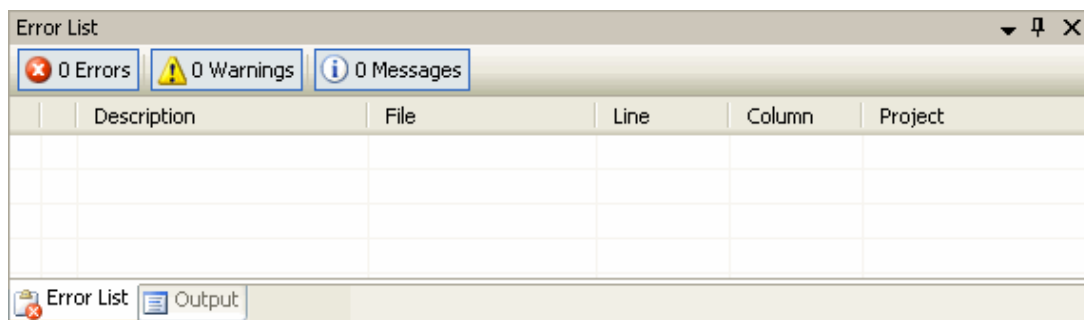 Error List
0 Errors 0 Warnings 0 Messages
Description File Line Column Project
Error List Output